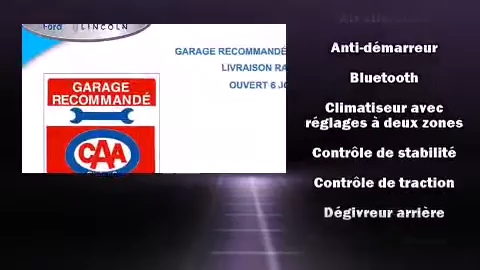 Ford LINCOLN
GARAGE RECOMMANDÉ
LIVRAISON RA
OUVERT 6 JO
GARAGE
RECOMMANDÉ
CAA
Anti-démarreur
Bluetooth
Climatiseur avec
réglages à deux zones
Contrôle de stabilité
Contrôle de traction
Dégivreur arrière